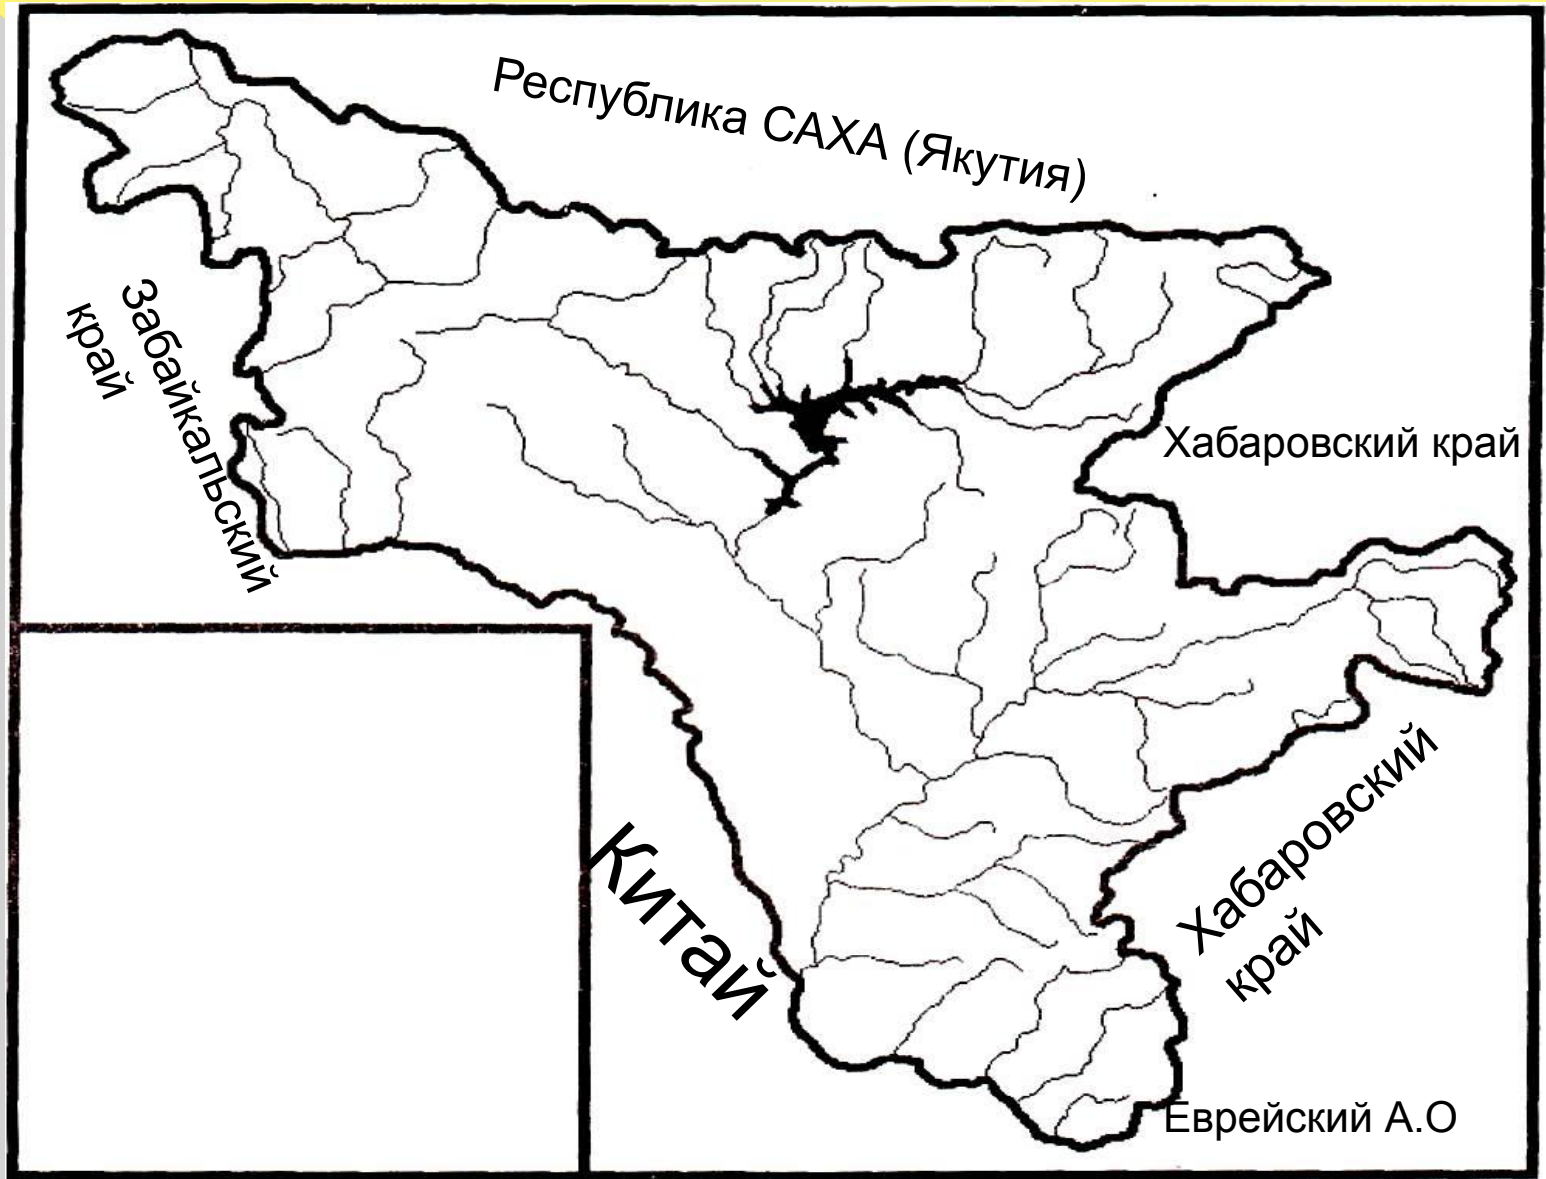 Республика САХА (Якутия)
Забайкальский
край
Хабаровский край
Китай
Хабаровский
край
Еврейский А.О